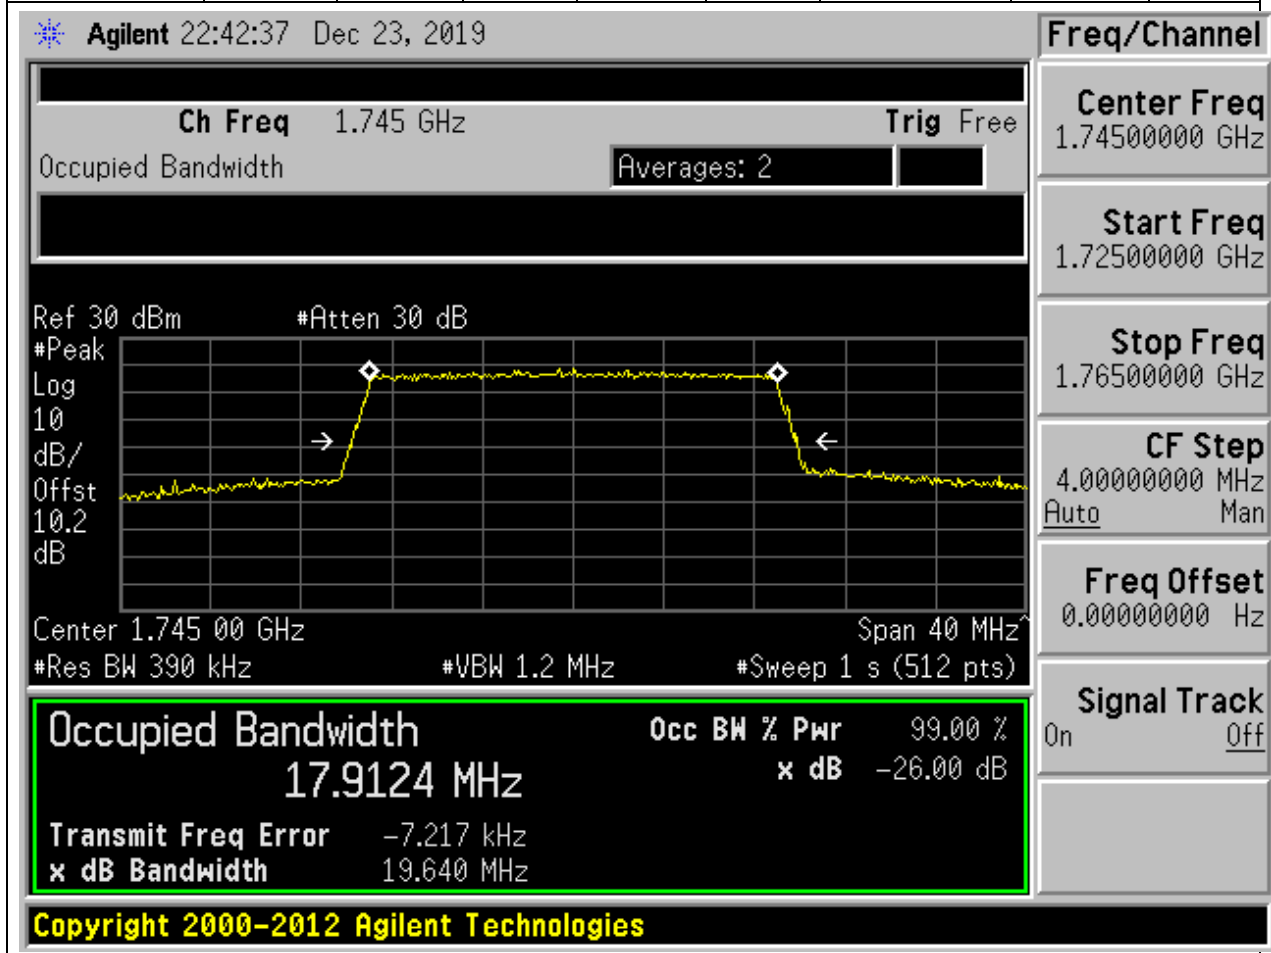 Agilent 22:42:37 Dec 23, 2019
Freq/Channel
Ch Freq 1.745 GHz Trig Free
Occupied Bandwidth Averages: 2
Ref 30 dBm #Atten 30 dB
#Peak
Log
10
dB/
Offst
10.2
dB
Center 1.745 00 GHz Span 40 MHz^
#Res BW 390 kHz #VBW 1.2 MHz #Sweep 1 s (512 pts)
Occupied Bandwidth Occ BW % Pwr 99.00 %
17.9124 MHz x dB -26.00 dB
Transmit Freq Error -7.217 kHz
x dB Bandwidth 19.640 MHz
Copyright 2000-2012 Agilent Technologies
Center Freq
1.74500000 GHz
Start Freq
1.72500000 GHz
Stop Freq
1.76500000 GHz
CF Step
4.00000000 MHz
Auto Man
Freq Offset
0.00000000 Hz
Signal Track
On Off